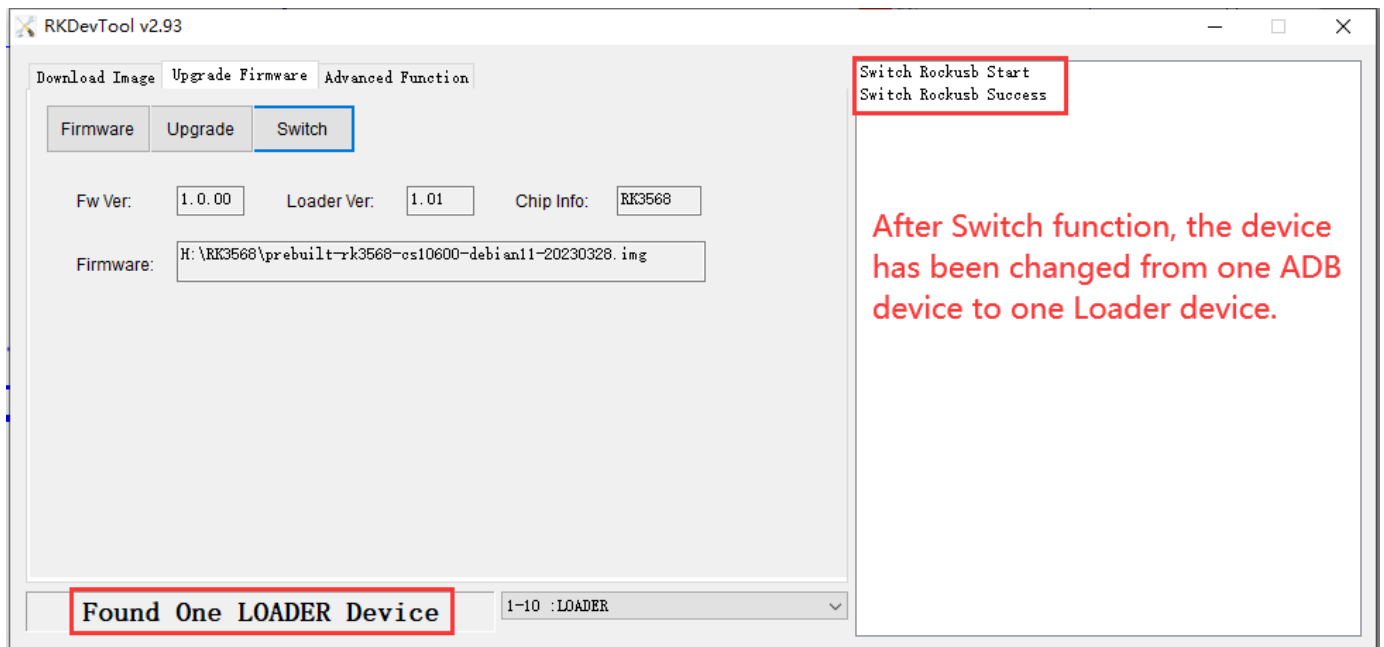 RKDevTool v2.93
Download Image Upgrade Firmware Advanced Function
Firmware Upgrade Switch
Fw Ver: 1.0.00 Loader Ver: 1.01 Chip Info: RK3568
Firmware: H:\RK3568\prebuilt-rk3568-cs10600-debian11-20230328.img
Found One LOADER Device
1-10 :LOADER
Switch Rockusb Start
Switch Rockusb Success
After Switch function, the device
has been changed from one ADB
device to one Loader device.